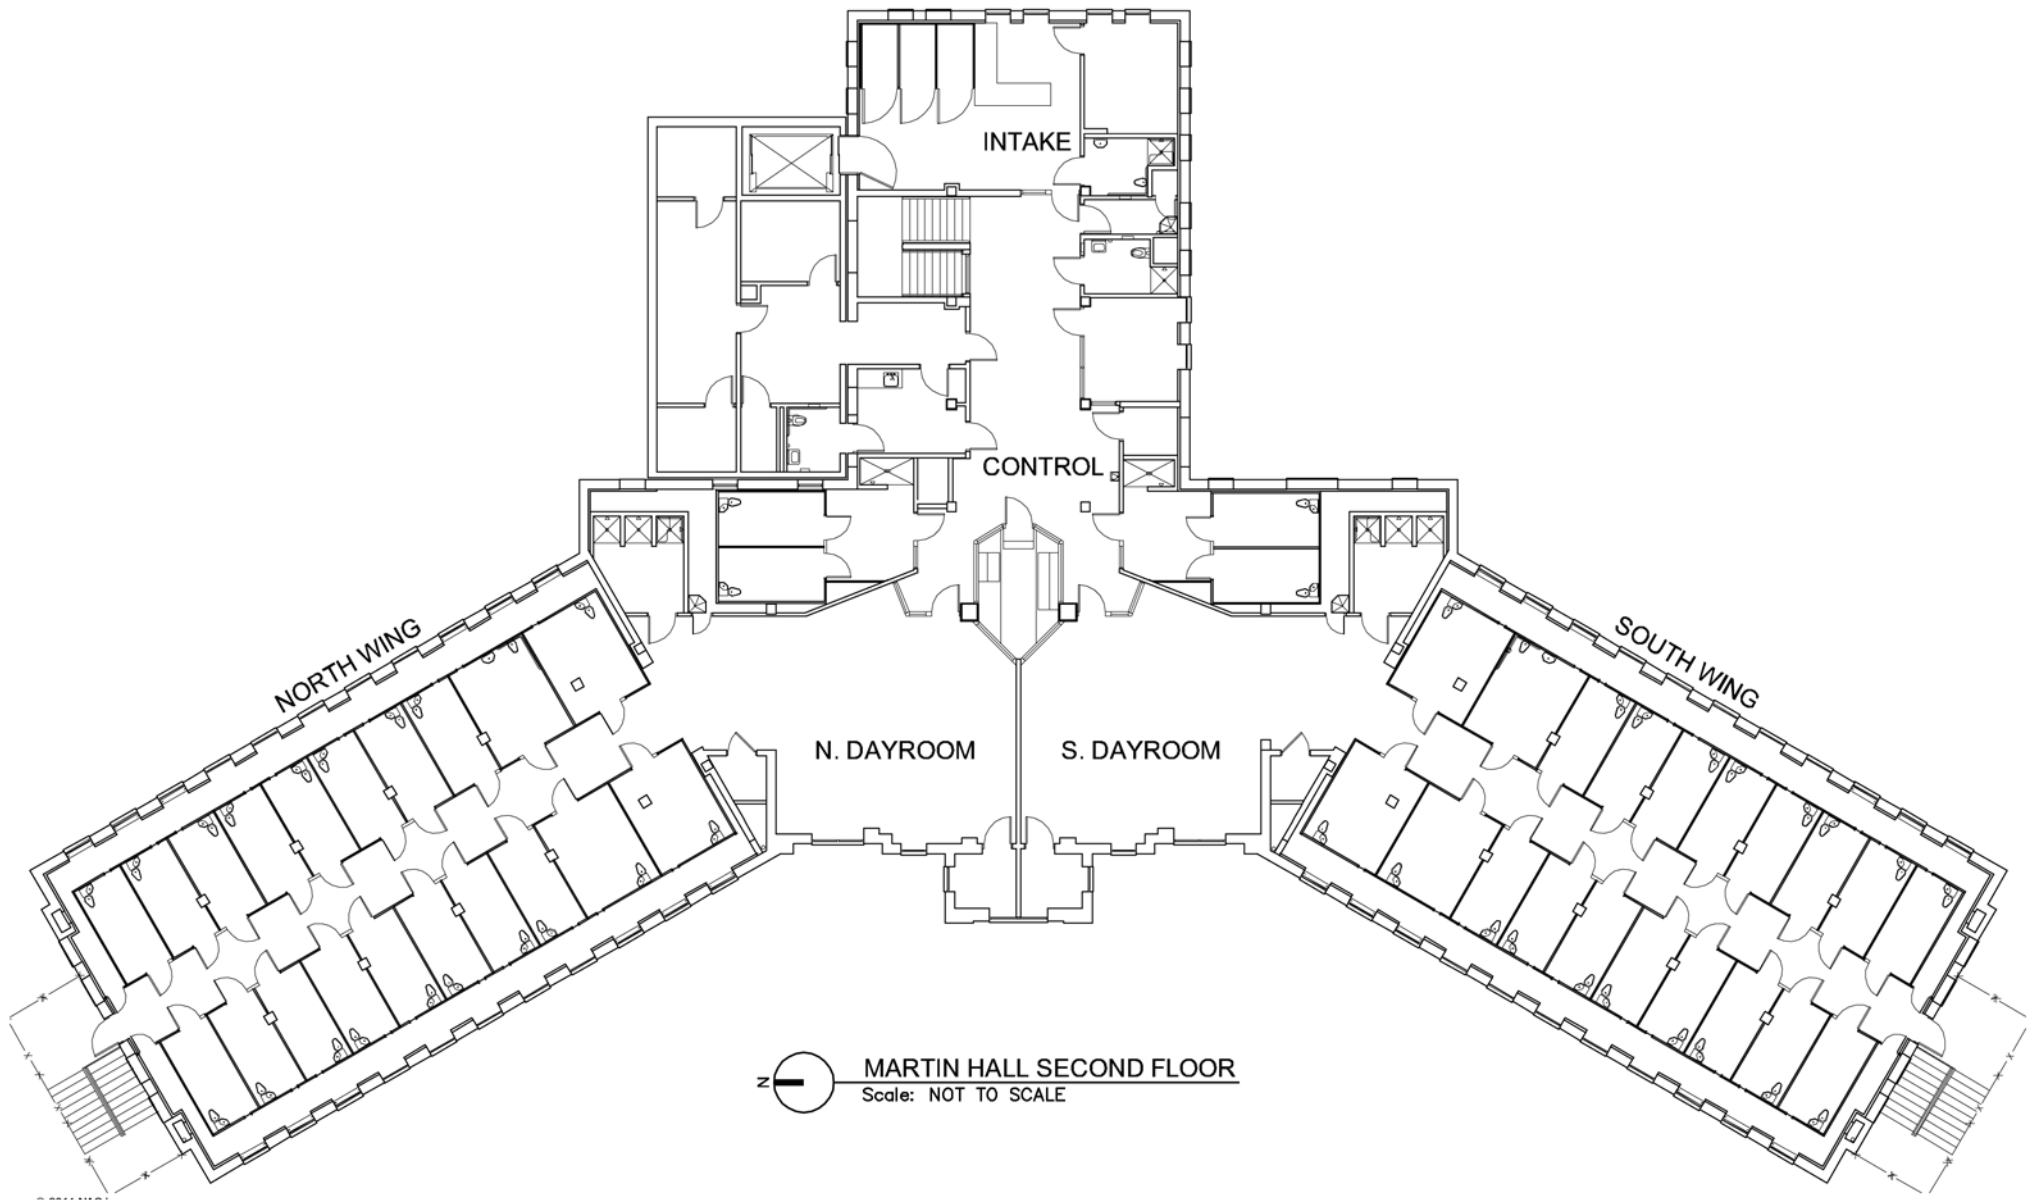 INTAKE
CONTROL
NORTH WING
SOUTH WING
N. DAYROOM
S. DAYROOM
N
MARTIN HALL SECOND FLOOR
Scale: NOT TO SCALE